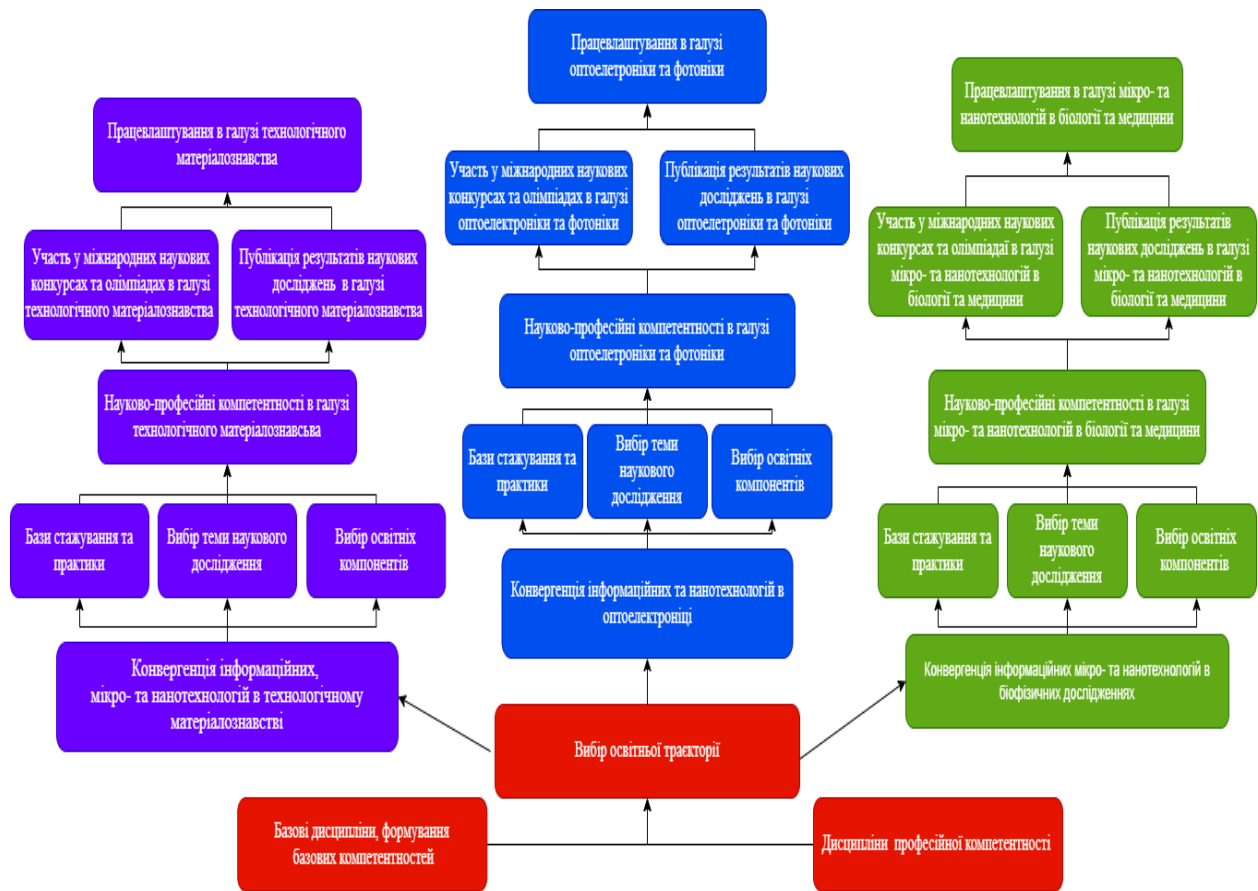 Працевлаштування в галузі
оптоелетроніки та фотоніки
Працевлаштування в галузі мікро- та
нанотехнологій в біології та медицини
Працевлаштування в галузі технологічного
матеріалознавства
Участь у міжнародних наукових
конкурсах та олімпіадах в галузі
оптоелектроніки та фотоніки
Публікація результатів наукових
досліджень в галузі
оптоелетроніки та фотоніки
Участь у міжнародних наукових
конкурсах та олімпіадаї в галузі
мікро- та нанотехнологій в
біології та медицини
Публікація результатів
наукових досліджень в галузі
мікро- та нанотехнологій в
біології та медицини
Участь у міжнародних наукових
конкурсах та олімпіадах в галузі
технологічного матеріалознавства
Публікація результатів наукових
досліджень в галузі
технологічного матеріалознавства
Науково-професійні компетентності в галузі
оптоелетроніки та фотоніки
Науково-професійні компетентності в галузі
технологічного матеріалознавсьва
Науково-професійні компетентності в галузі
мікро- та нанотехнологій в біології та медицини
Бази стажування та
практики
Вибір теми
наукового
дослідження
Вибір освітніх
компонентів
Бази стажування та
практики
Вибір теми наукового
дослідження
Вибір освітніх
компонентів
Бази стажування та
практики
Вибір теми
наукового
дослідження
Вибір освітніх
компонентів
Конвергенція інформаційних та нанотехнологій в
оптоелектроніці
Конвергенція інформаційних,
мікро- та нанотехнологій в технологічному
матеріалознавстві
Конвергенція інформаційних мікро- та нанотехнологій в
біофізичних дослідженнях
Вибір освітньої траєкторії
Базові дисципліни, формування
базових компетентностей
Дисципліни професійної компетентності